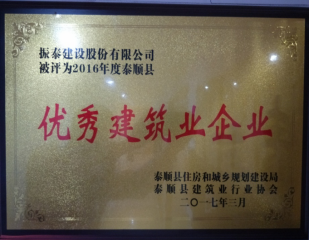 振泰建设股份有限公司
被评为2016年度泰顺县
优秀建筑业企业
泰顺县住房和城乡规划建设局
泰顺县建筑业行业协会
二〇一七年三月